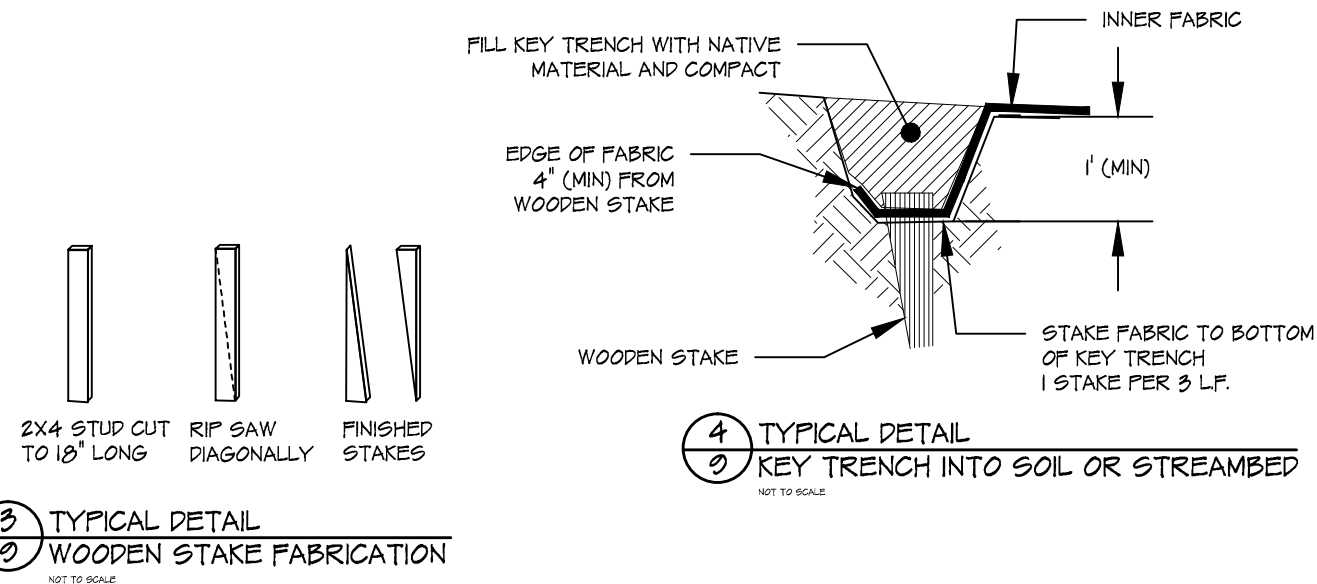 INNER FABRIC
FILL KEY TRENCH WITH NATIVE
MATERIAL AND COMPACT
EDGE OF FABRIC
4" (MIN) FROM
WOODEN STAKE
1' (MIN)
WOODEN STAKE
STAKE FABRIC TO BOTTOM
OF KEY TRENCH
1 STAKE PER 3 L.F.
4
9
TYPICAL DETAIL
KEY TRENCH INTO SOIL OR STREAMBED
NOT TO SCALE
2X4 STUD CUT
TO 18" LONG
RIP SAW
DIAGONALLY
FINISHED
STAKES
3
9
TYPICAL DETAIL
WOODEN STAKE FABRICATION
NOT TO SCALE